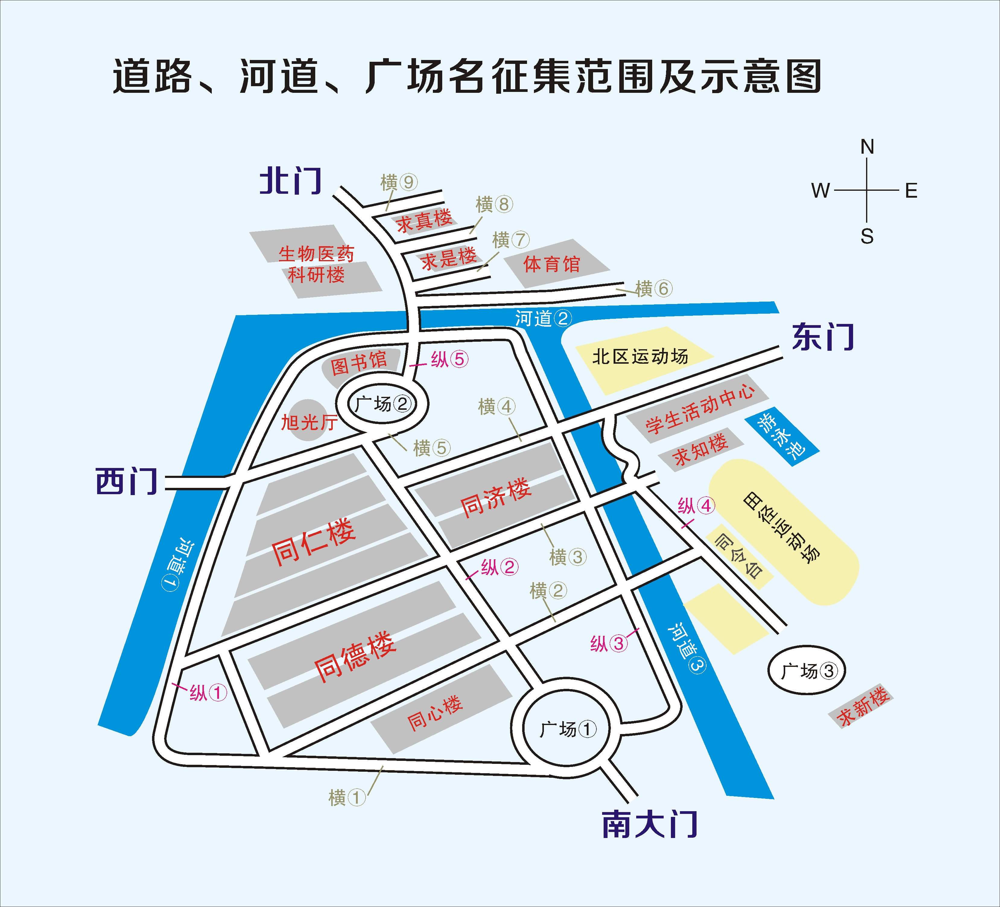 道路、河道、广场名征集范围及示意图
N
W
E
S
北门
横⑨
横⑧
求真楼
横⑦
生物医药
科研楼
求是楼
体育馆
横⑥
河道②
东门
图书馆
纵⑤
北区运动场
广场②
横④
学生活动中心
旭光厅
游泳池
横⑤
求知楼
西门
同济楼
纵④
田径运动场
同仁楼
河道①
横③
司令台
纵②
横②
同德楼
纵③
河道③
广场③
纵①
同心楼
求新楼
广场①
横①
南大门